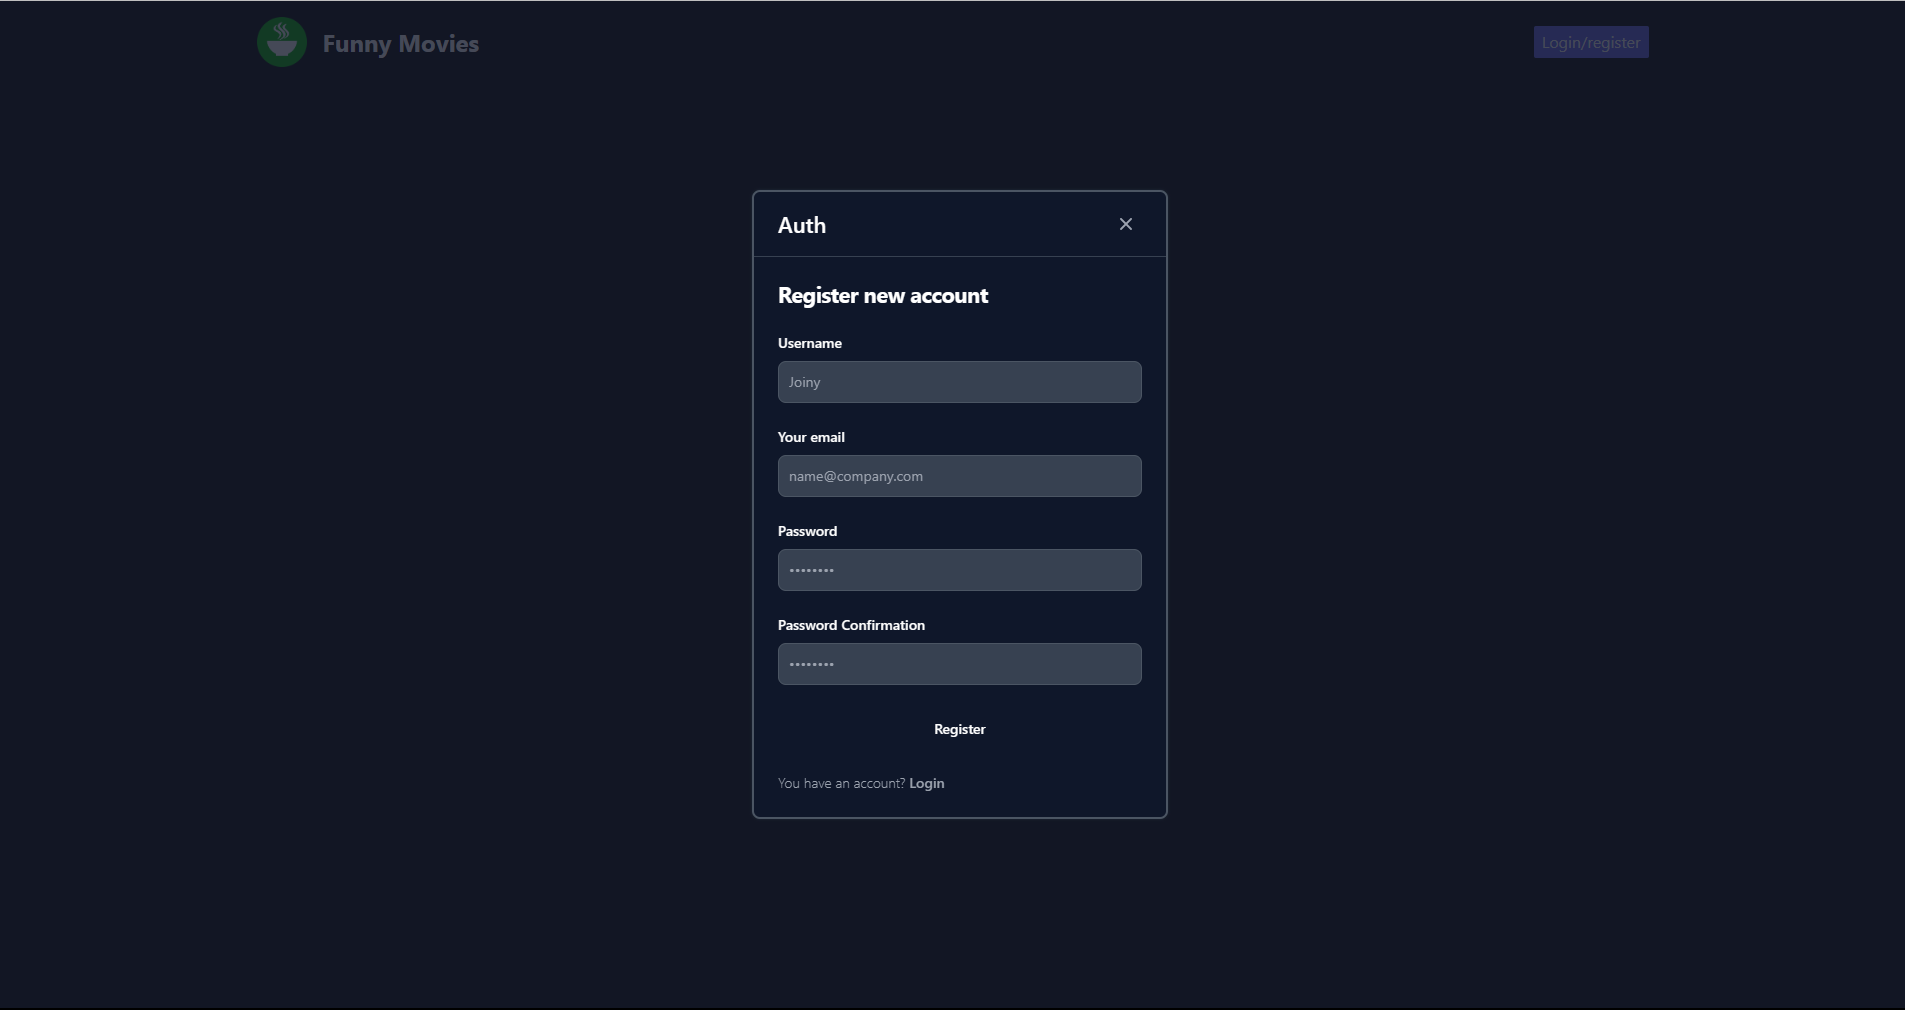 Funny Movies
Login/register
Auth
Register new account
Username
Joiny
Your email
name@company.com
Password
••••••••
Password Confirmation
••••••••
Register
You have an account? Login